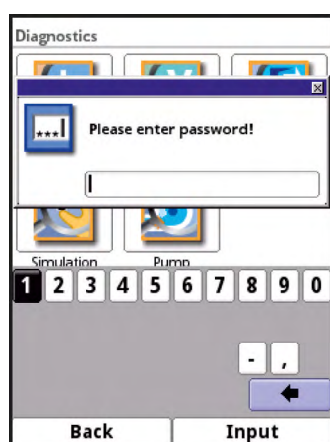 Diagnostics
Please enter password!
Simulation Pump
1 2 3 4 5 6 7 8 9 0
- ,
Back Input